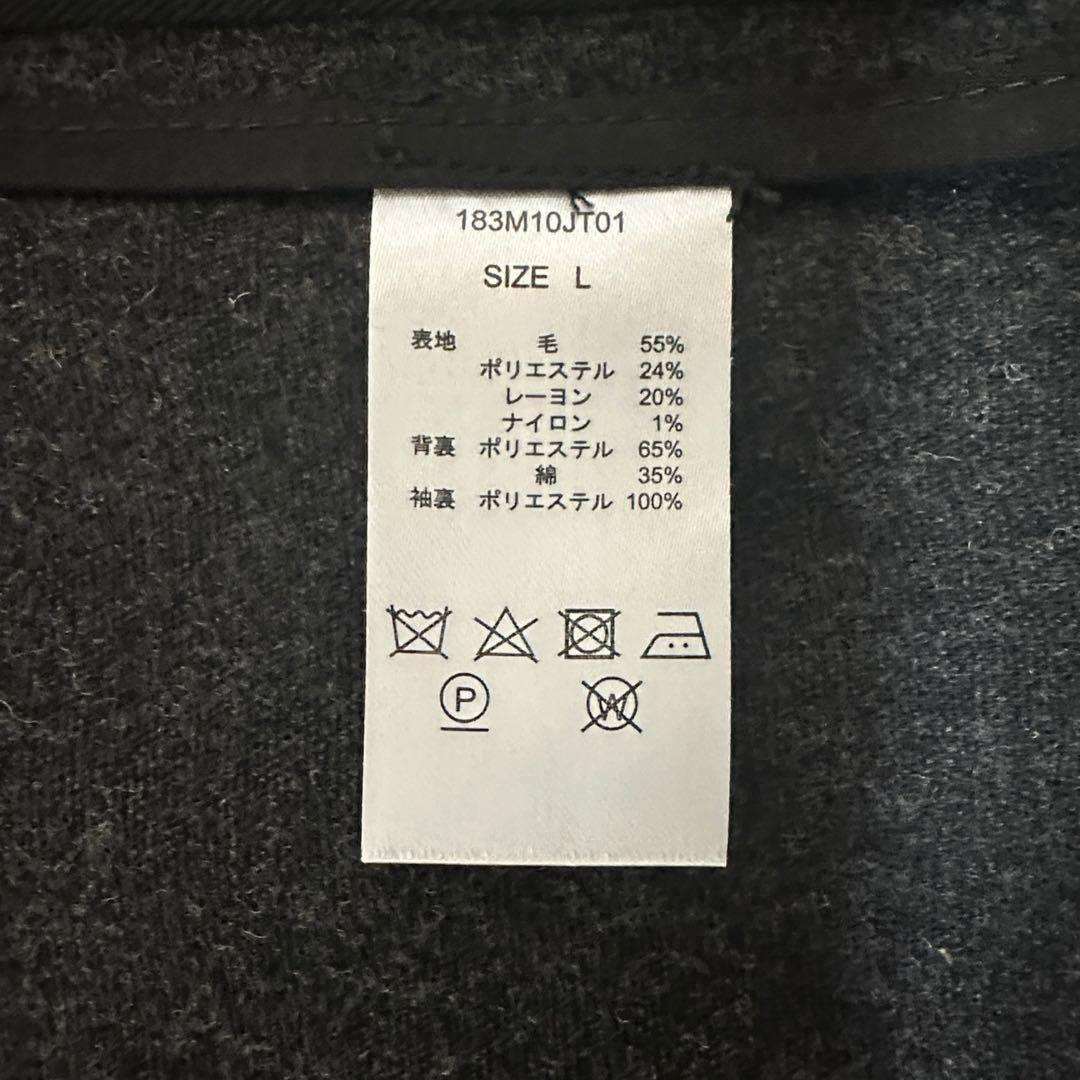 183M10JT01
SIZE L
表地 毛 55%
ポリエステル 24%
レーヨン 20%
ナイロン 1%
背裏 ポリエステル 65%
綿 35%
袖裏 ポリエステル 100%
P W